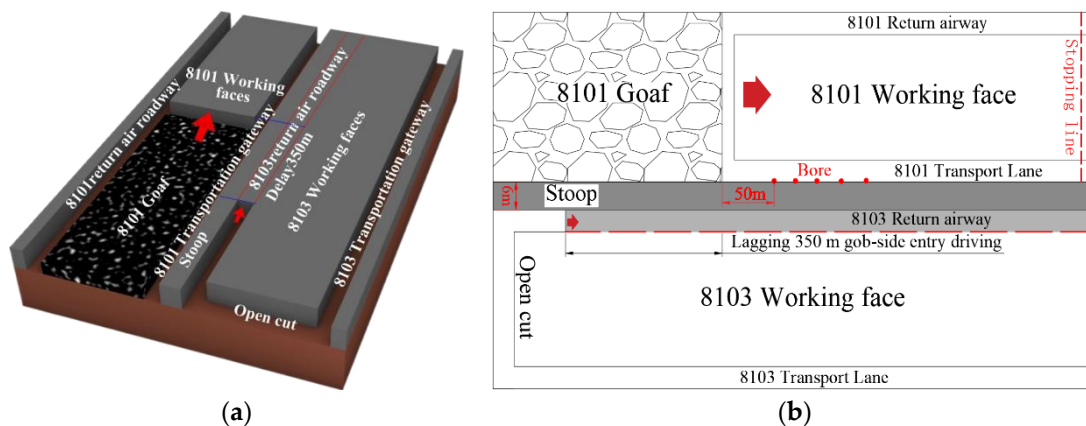 8101 Working
faces
8101return air roadway
8101 Goaf
8101 Transportation gateway
Stoop
8103return air roadway
Delay350m
8103 Working faces
8103 Transportation gateway
Open cut
(a)
8101 Return airway
8101 Goaf
8101 Working face
Stopping line
Bore
8101 Transport Lane
6m
Stoop
50m
8103 Return airway
Lagging 350 m gob-side entry driving
Open cut
8103 Working face
8103 Transport Lane
(b)